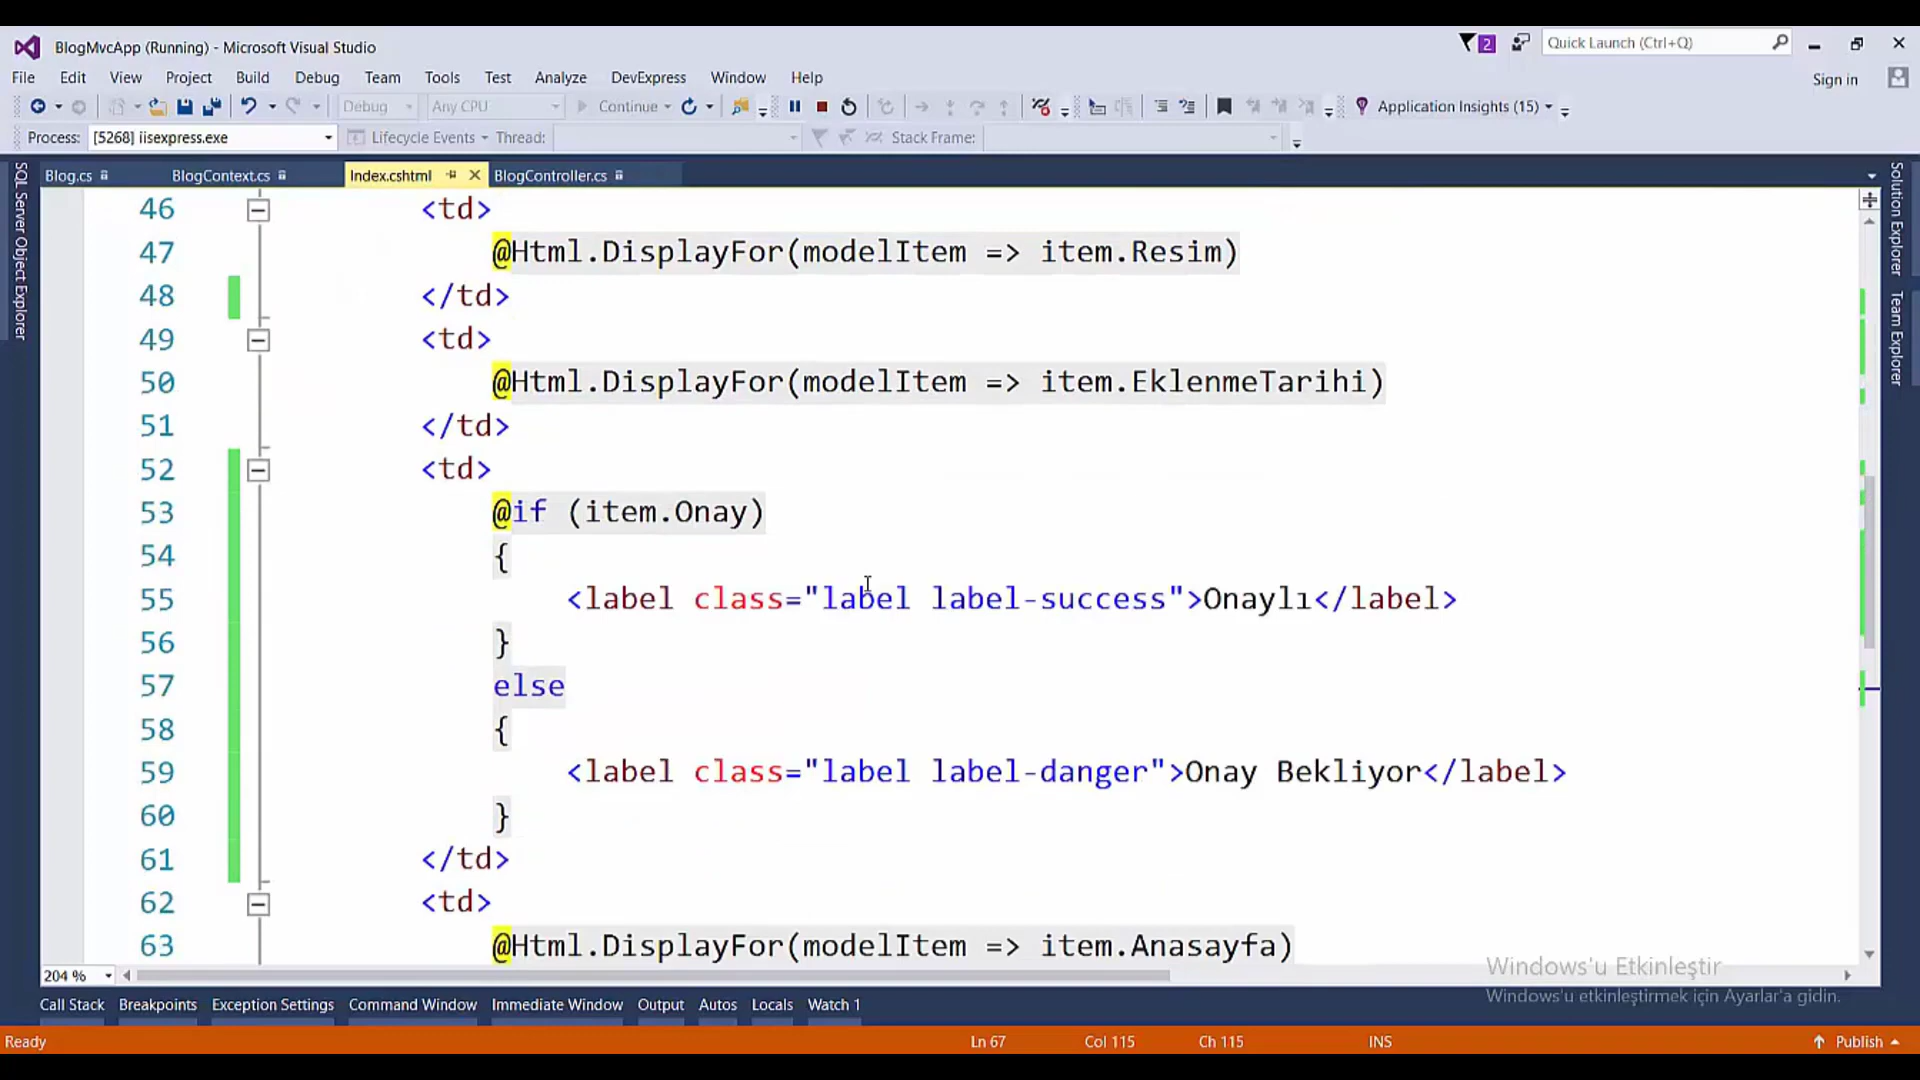 BlogMvcApp (Running) - Microsoft Visual Studio
2
Quick Launch (Ctrl+Q)
File Edit View Project Build Debug Team Tools Test Analyze DevExpress Window Help
Sign in
Debug Any CPU Continue Application Insights (15)
Process: [5268] iisexpress.exe Lifecycle Events Thread: Stack Frame:
Blog.cs BlogContext.cs Index.cshtml BlogController.cs
SQL Server Object Explorer
Solution Explorer
Team Explorer
46 <td>
47 @Html.DisplayFor(modelItem => item.Resim)
48 </td>
49 <td>
50 @Html.DisplayFor(modelItem => item.EklenmeTarihi)
51 </td>
52 <td>
53 @if (item.Onay)
54 {
55 <label class="label label-success">Onaylı</label>
56 }
57 else
58 {
59 <label class="label label-danger">Onay Bekliyor</label>
60 }
61 </td>
62 <td>
63 @Html.DisplayFor(modelItem => item.Anasayfa)
Windows'u Etkinleştir
Windows'u etkinleştirmek için Ayarlar'a gidin.
204 %
Call Stack Breakpoints Exception Settings Command Window Immediate Window Output Autos Locals Watch 1
Ready Ln 67 Col 115 Ch 115 INS Publish